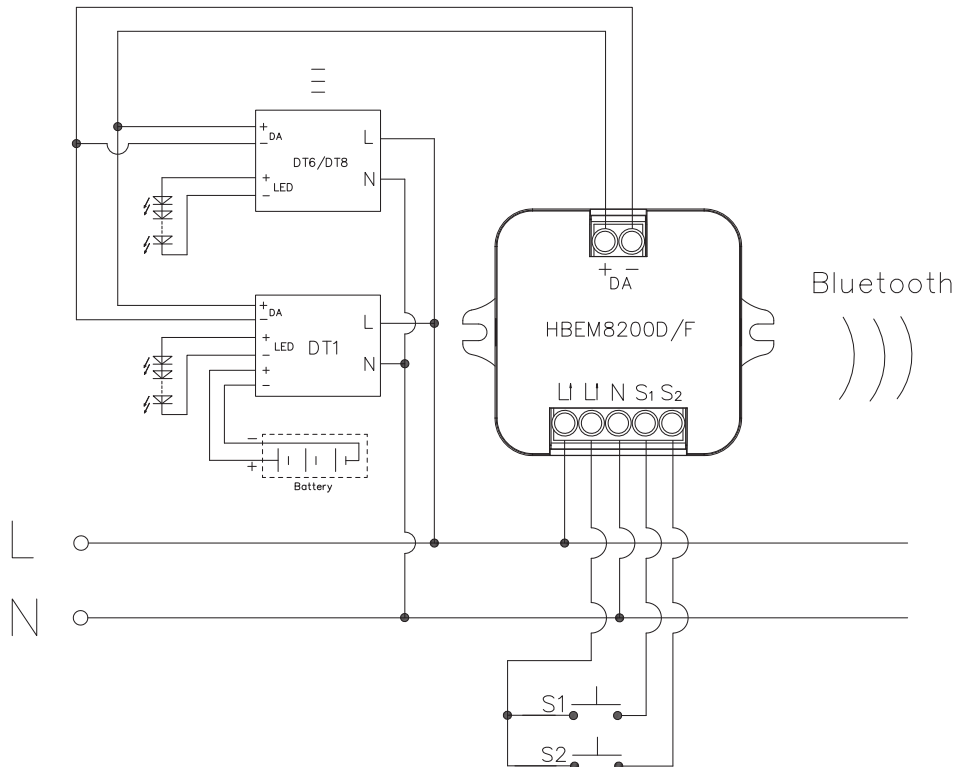 +
DA
−
DT6/DT8
L
N
+
LED
−
+
DA
−
+
LED
−
+
−
DT1
L
N
−
+
Battery
+ −
DA
HBEM8200D/F
L↑ L↑ N S1 S2
Bluetooth
L
N
S1
S2